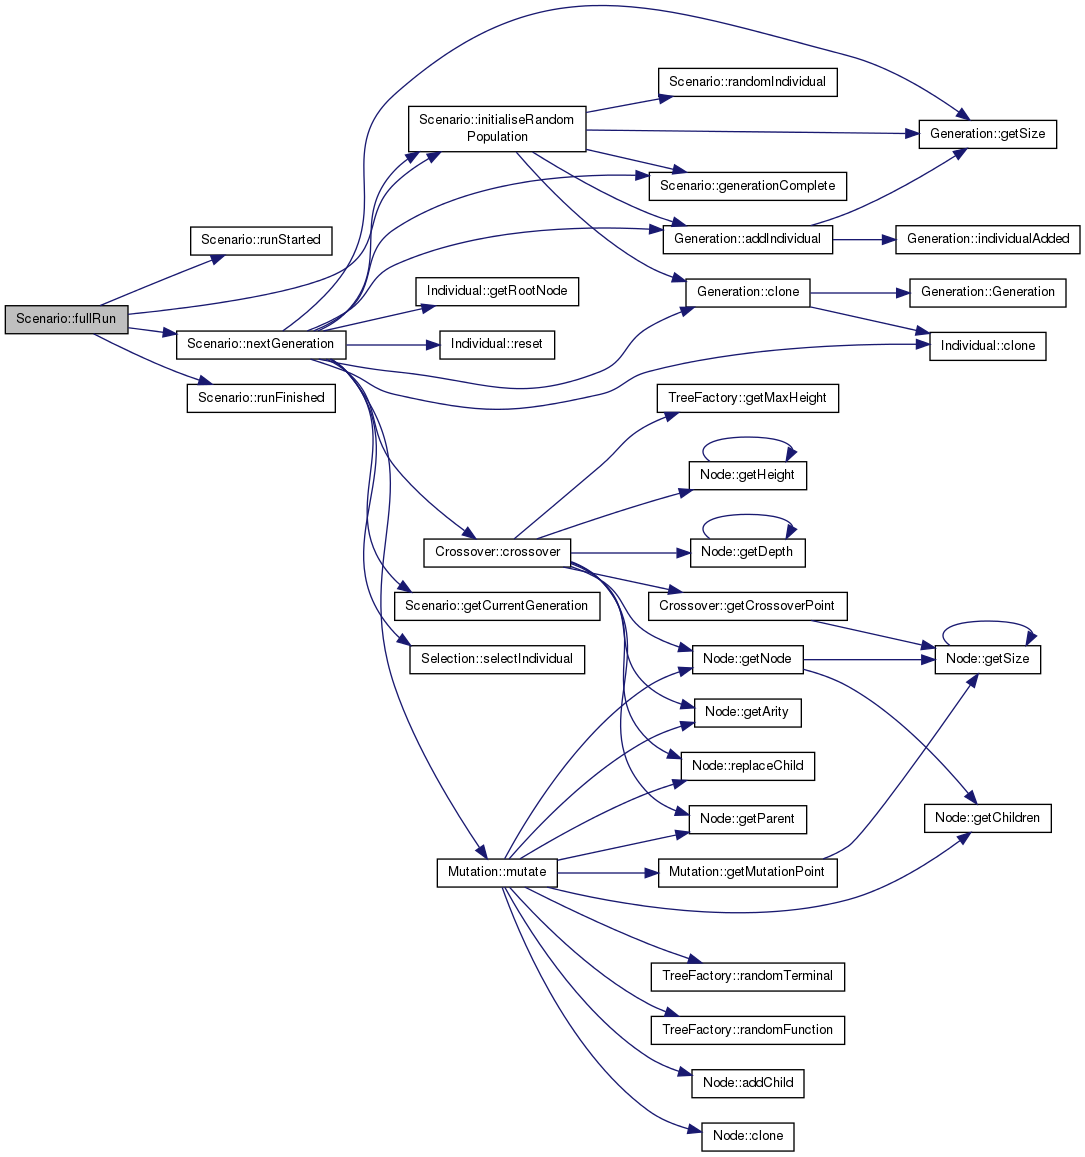 Scenario::fullRun
Scenario::runStarted
Scenario::nextGeneration
Scenario::runFinished
Scenario::initialiseRandom
Population
Individual::getRootNode
Individual::reset
Crossover::crossover
Scenario::getCurrentGeneration
Selection::selectIndividual
Mutation::mutate
Scenario::randomIndividual
Scenario::generationComplete
Generation::addIndividual
Generation::clone
TreeFactory::getMaxHeight
Node::getHeight
Node::getDepth
Crossover::getCrossoverPoint
Node::getNode
Node::getArity
Node::replaceChild
Node::getParent
Mutation::getMutationPoint
TreeFactory::randomTerminal
TreeFactory::randomFunction
Node::addChild
Node::clone
Generation::getSize
Generation::individualAdded
Generation::Generation
Individual::clone
Node::getSize
Node::getChildren